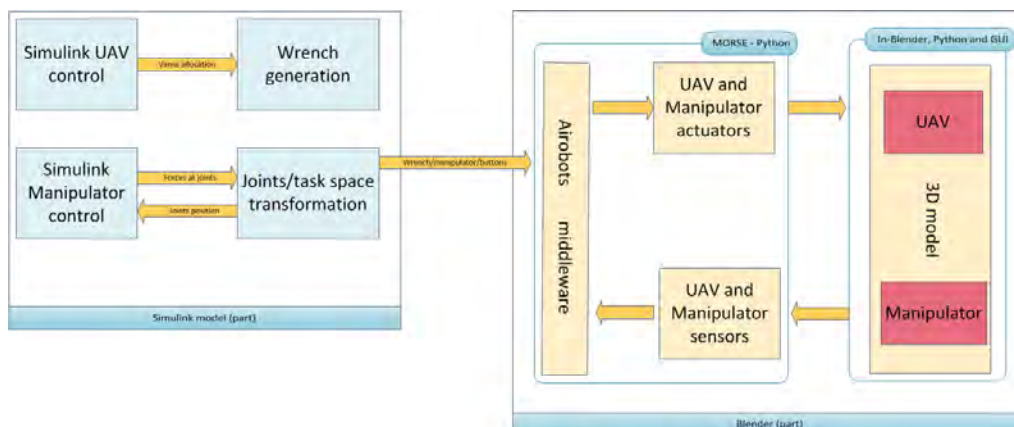 Simulink UAV
control
Vanes allocation
Wrench
generation
Simulink
Manipulator
control
Forces at joints
Joints position
Joints/task space
transformation
Simulink model (part)
Wrench/manipulator/buttons
MORSE - Python
Airobots middleware
UAV and
Manipulator
actuators
UAV and
Manipulator
sensors
In-Blender, Python and GUI
UAV
3D model
Manipulator
Blender (part)